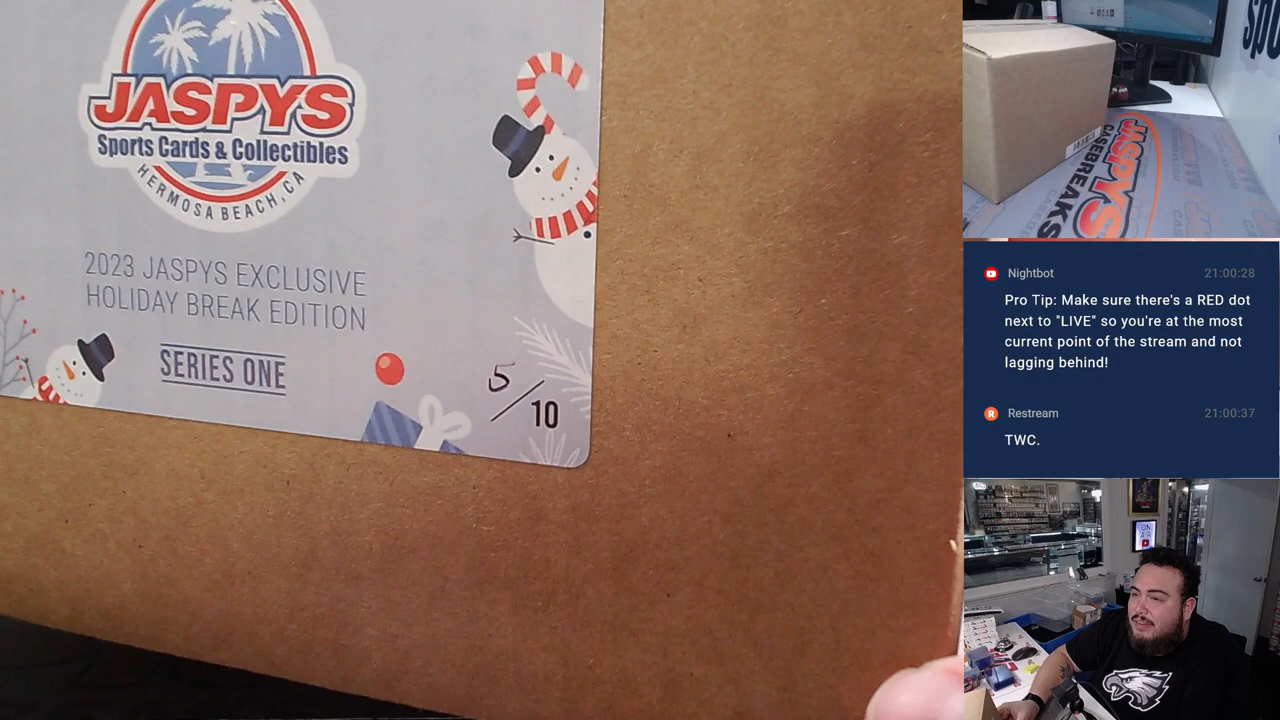 JASPYS
Sports Cards & Collectibles
HERMOSA BEACH, CA
2023 JASPYS EXCLUSIVE
HOLIDAY BREAK EDITION
SERIES ONE
5/10
JASPYS
CASEBREAKS
Nightbot 21:00:28
Pro Tip: Make sure there's a RED dot
next to "LIVE" so you're at the most
current point of the stream and not
lagging behind!
Restream 21:00:37
TWC.
ON
AIR